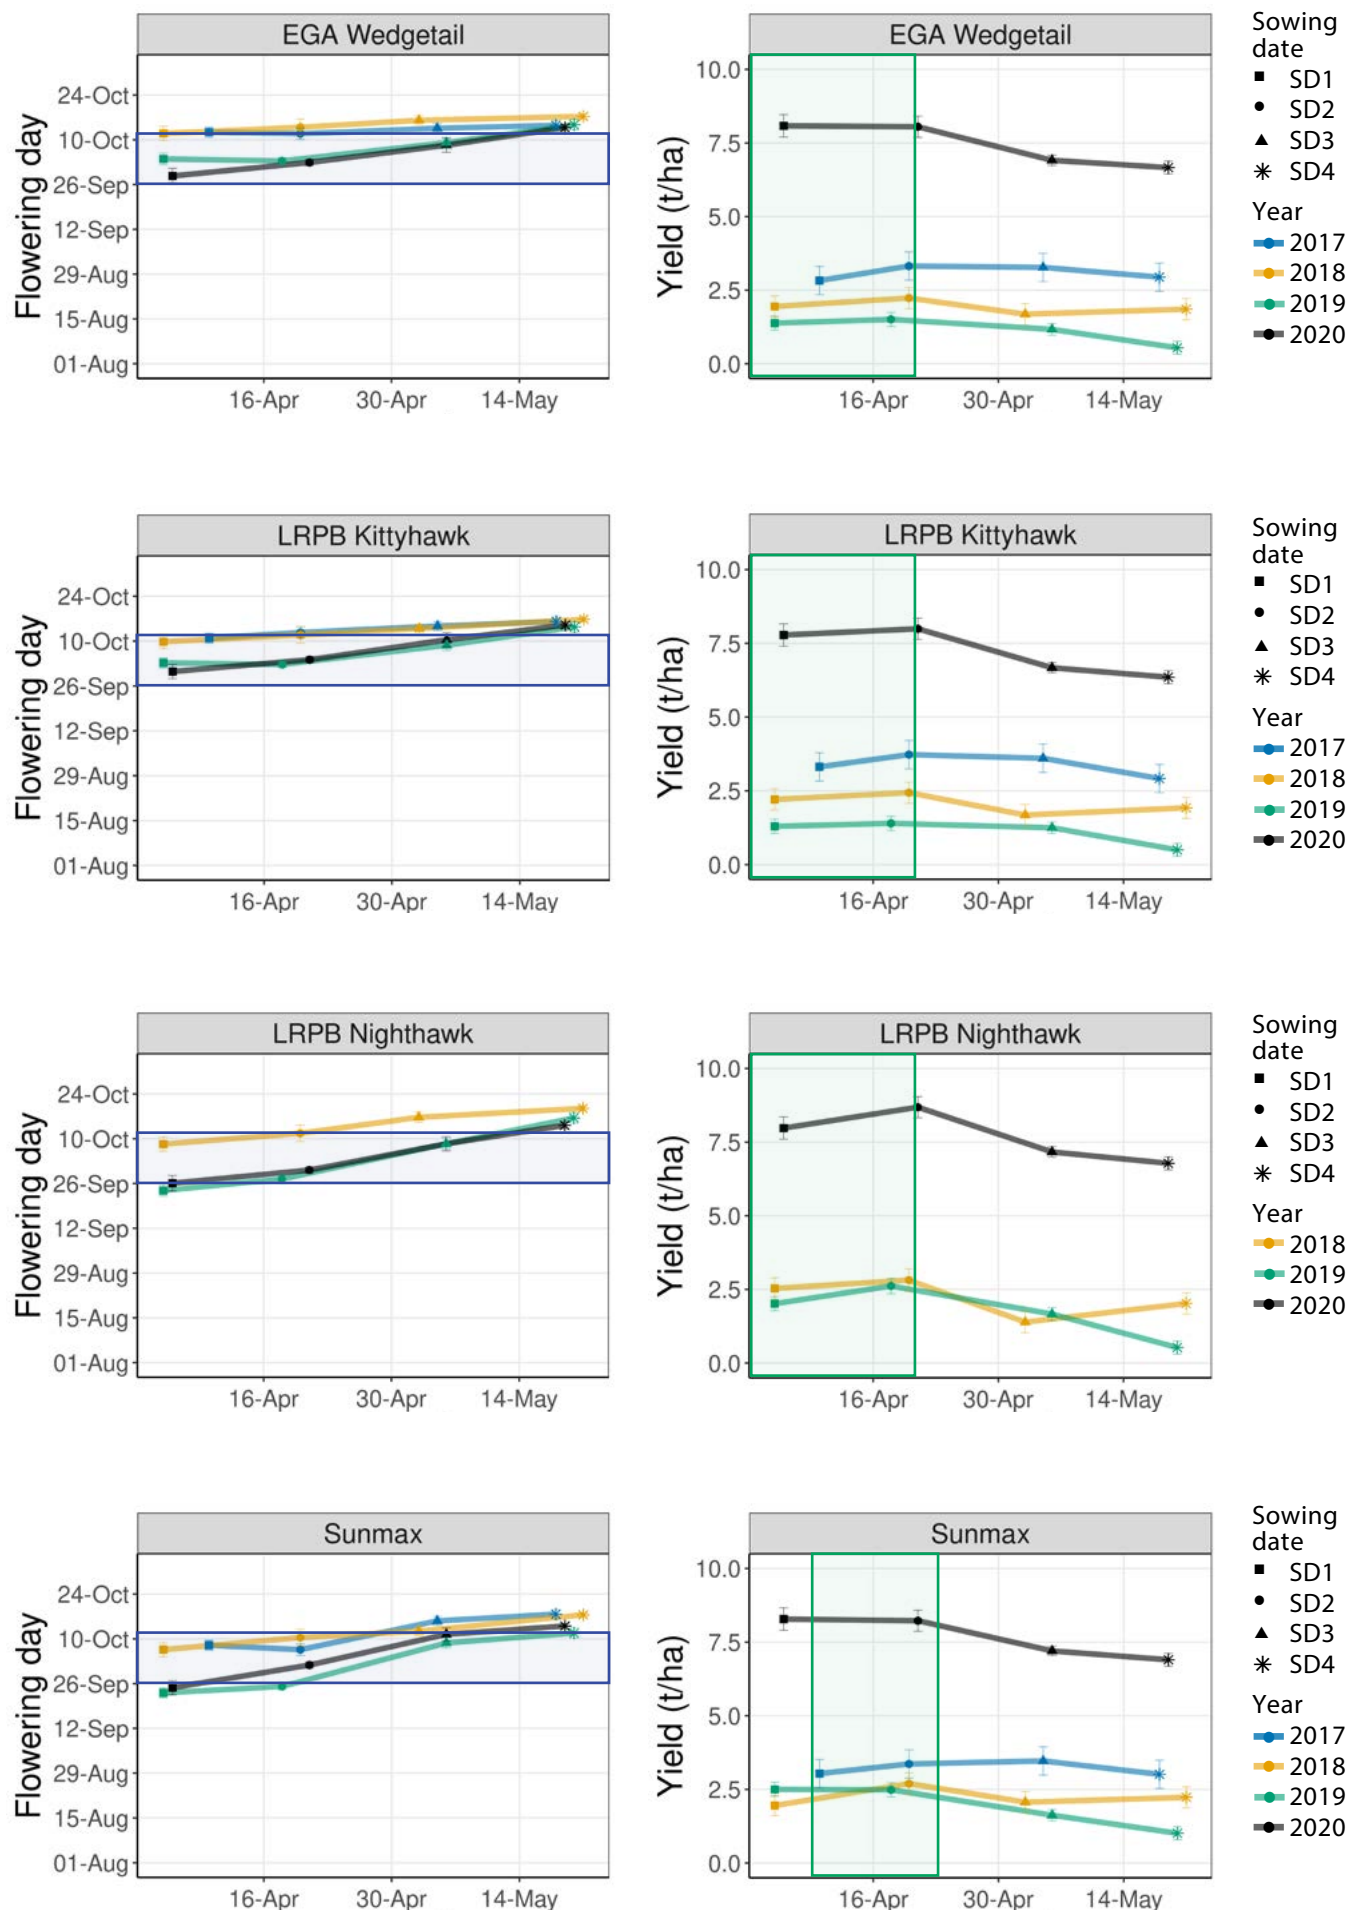 EGA Wedgetail
Flowering day
24-Oct
10-Oct
26-Sep
12-Sep
29-Aug
15-Aug
01-Aug
16-Apr
30-Apr
14-May
EGA Wedgetail
Yield (t/ha)
10.0
7.5
5.0
2.5
0.0
16-Apr
30-Apr
14-May
Sowing
date
SD1
SD2
SD3
SD4
Year
2017
2018
2019
2020
LRPB Kittyhawk
Flowering day
24-Oct
10-Oct
26-Sep
12-Sep
29-Aug
15-Aug
01-Aug
16-Apr
30-Apr
14-May
LRPB Kittyhawk
Yield (t/ha)
10.0
7.5
5.0
2.5
0.0
16-Apr
30-Apr
14-May
Sowing
date
SD1
SD2
SD3
SD4
Year
2017
2018
2019
2020
LRPB Nighthawk
Flowering day
24-Oct
10-Oct
26-Sep
12-Sep
29-Aug
15-Aug
01-Aug
16-Apr
30-Apr
14-May
LRPB Nighthawk
Yield (t/ha)
10.0
7.5
5.0
2.5
0.0
16-Apr
30-Apr
14-May
Sowing
date
SD1
SD2
SD3
SD4
Year
2018
2019
2020
Sunmax
Flowering day
24-Oct
10-Oct
26-Sep
12-Sep
29-Aug
15-Aug
01-Aug
16-Apr
30-Apr
14-May
Sunmax
Yield (t/ha)
10.0
7.5
5.0
2.5
0.0
16-Apr
30-Apr
14-May
Sowing
date
SD1
SD2
SD3
SD4
Year
2017
2018
2019
2020